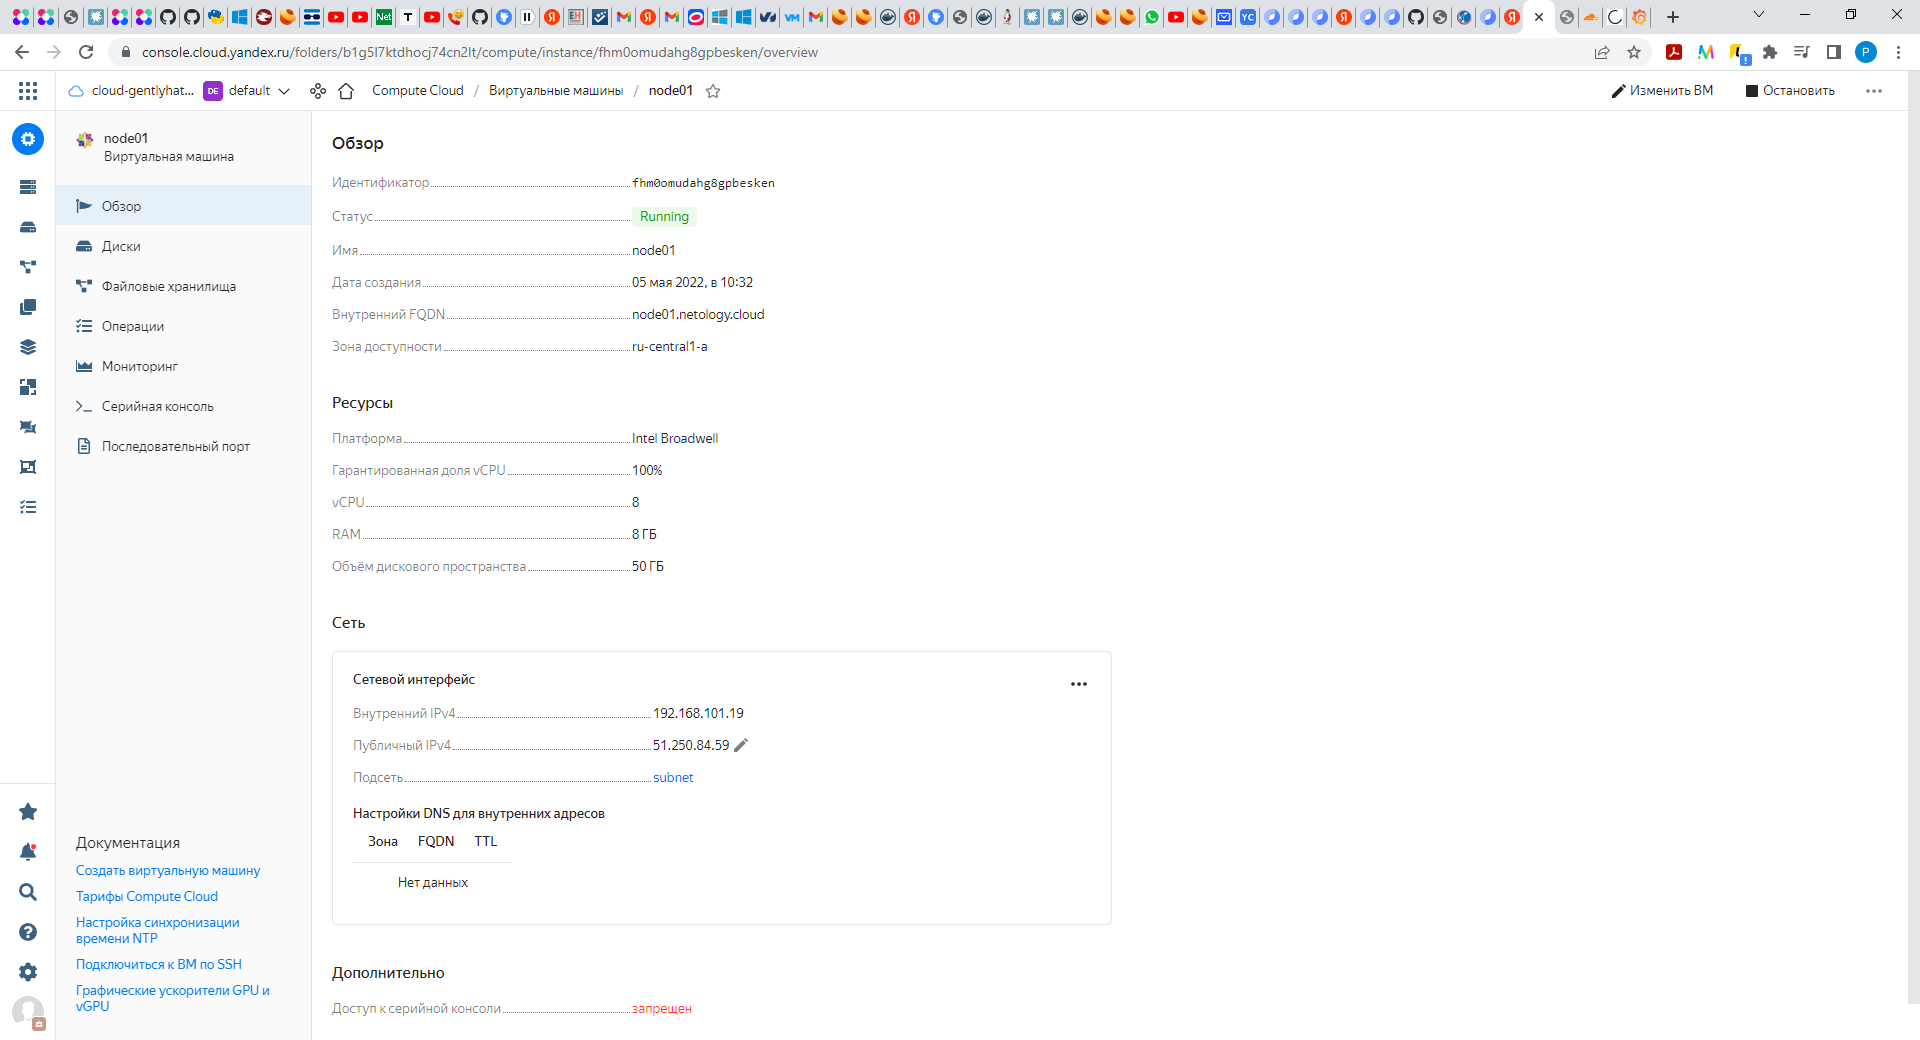 console.cloud.yandex.ru/folders/b1g5l7ktdhocj74cn2lt/compute/instance/fhm0omudahg8gpbesken/overview
cloud-gentlyhat... DE default Compute Cloud / Виртуальные машины / node01 Изменить ВМ Остановить
node01
Виртуальная машина
Обзор
Диски
Файловые хранилища
Операции
Мониторинг
Серийная консоль
Последовательный порт
Документация
Создать виртуальную машину
Тарифы Compute Cloud
Настройка синхронизации
времени NTP
Подключиться к ВМ по SSH
Графические ускорители GPU и
vGPU
Обзор
Идентификатор fhm0omudahg8gpbesken
Статус Running
Имя node01
Дата создания 05 мая 2022, в 10:32
Внутренний FQDN node01.netology.cloud
Зона доступности ru-central1-a
Ресурсы
Платформа Intel Broadwell
Гарантированная доля vCPU 100%
vCPU 8
RAM 8 ГБ
Объём дискового пространства 50 ГБ
Сеть
Сетевой интерфейс
Внутренний IPv4 192.168.101.19
Публичный IPv4 51.250.84.59
Подсеть subnet
Настройки DNS для внутренних адресов
Зона FQDN TTL
Нет данных
Дополнительно
Доступ к серийной консоли запрещен